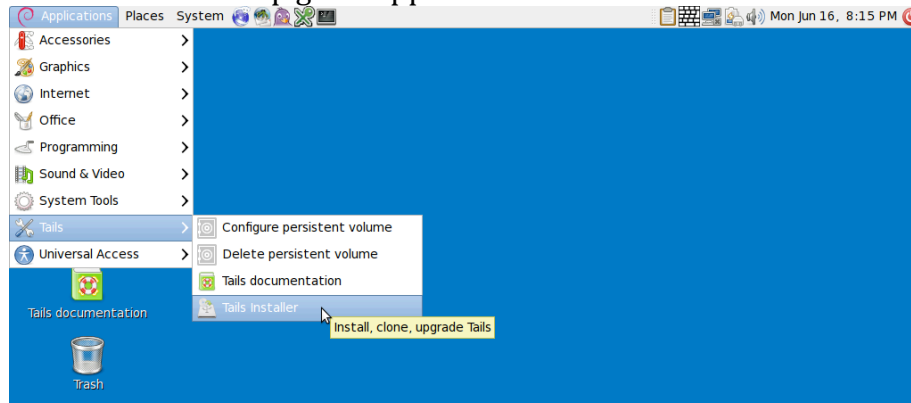 Applications Places System Mon Jun 16, 8:15 PM
Accessories
Graphics
Internet
Office
Programming
Sound & Video
System Tools
Tails
Universal Access
Configure persistent volume
Delete persistent volume
Tails documentation
Tails Installer
Install, clone, upgrade Tails
Tails documentation
Trash